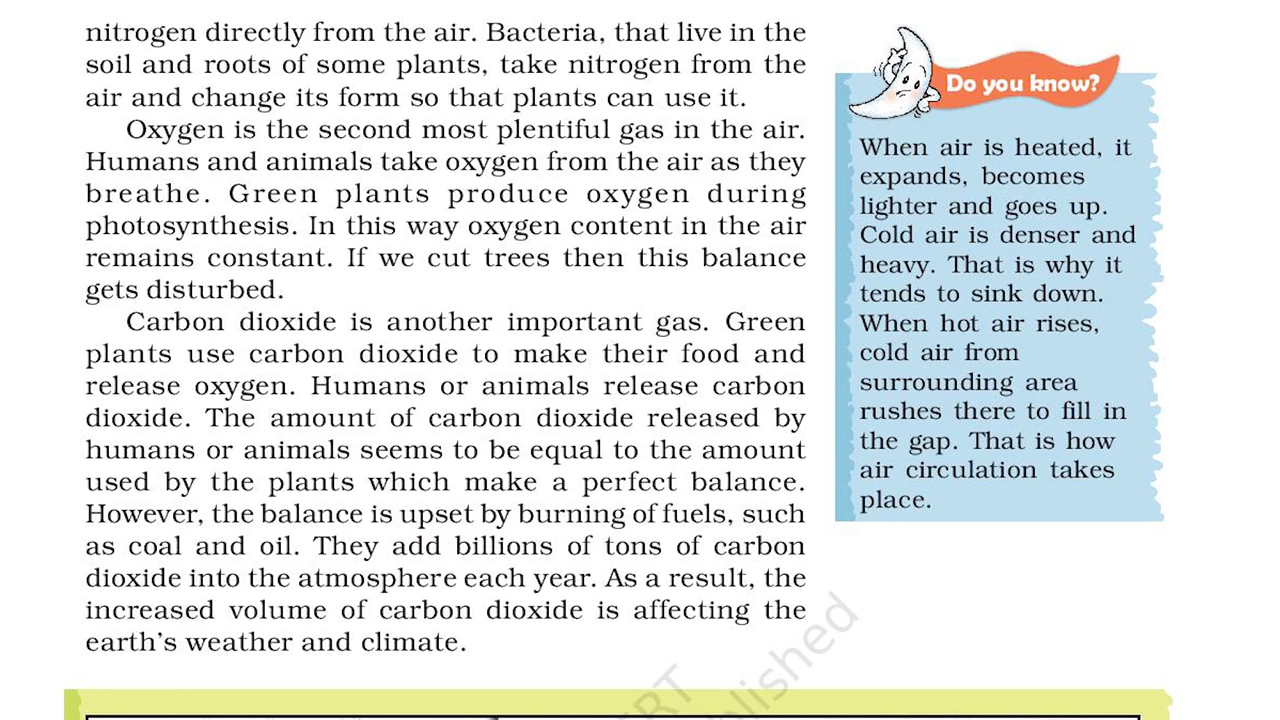 nitrogen directly from the air. Bacteria, that live in the
soil and roots of some plants, take nitrogen from the
air and change its form so that plants can use it.
Oxygen is the second most plentiful gas in the air.
Humans and animals take oxygen from the air as they
breathe. Green plants produce oxygen during
photosynthesis. In this way oxygen content in the air
remains constant. If we cut trees then this balance
gets disturbed.
Carbon dioxide is another important gas. Green
plants use carbon dioxide to make their food and
release oxygen. Humans or animals release carbon
dioxide. The amount of carbon dioxide released by
humans or animals seems to be equal to the amount
used by the plants which make a perfect balance.
However, the balance is upset by burning of fuels, such
as coal and oil. They add billions of tons of carbon
dioxide into the atmosphere each year. As a result, the
increased volume of carbon dioxide is affecting the
earth's weather and climate.
Do you know?
When air is heated, it
expands, becomes
lighter and goes up.
Cold air is denser and
heavy. That is why it
tends to sink down.
When hot air rises,
cold air from
surrounding area
rushes there to fill in
the gap. That is how
air circulation takes
place.